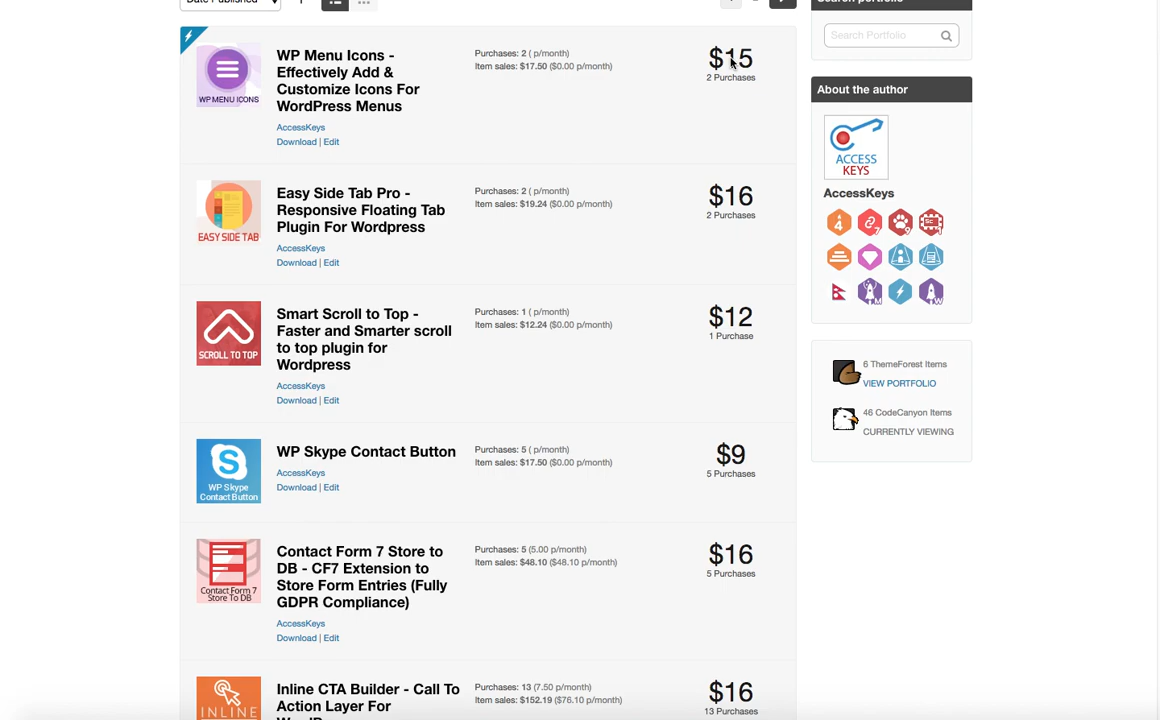 Date Published
Search portfolio
Search Portfolio
WP MENU ICONS
WP Menu Icons -
Effectively Add &
Customize Icons For
WordPress Menus
AccessKeys
Download | Edit
Purchases: 2 ( p/month)
Item sales: $17.50 ($0.00 p/month)
$15
2 Purchases
EASY SIDE TAB
Easy Side Tab Pro -
Responsive Floating Tab
Plugin For Wordpress
AccessKeys
Download | Edit
Purchases: 2 ( p/month)
Item sales: $19.24 ($0.00 p/month)
$16
2 Purchases
SCROLL TO TOP
Smart Scroll to Top -
Faster and Smarter scroll
to top plugin for
Wordpress
AccessKeys
Download | Edit
Purchases: 1 ( p/month)
Item sales: $12.24 ($0.00 p/month)
$12
1 Purchase
WP Skype
Contact Button
WP Skype Contact Button
AccessKeys
Download | Edit
Purchases: 5 ( p/month)
Item sales: $17.50 ($0.00 p/month)
$9
5 Purchases
Contact Form 7
Store To DB
Contact Form 7 Store to
DB - CF7 Extension to
Store Form Entries (Fully
GDPR Compliance)
AccessKeys
Download | Edit
Purchases: 5 (5.00 p/month)
Item sales: $48.10 ($48.10 p/month)
$16
5 Purchases
INLINE
Inline CTA Builder - Call To
Action Layer For
Purchases: 13 (7.50 p/month)
Item sales: $152.19 ($76.10 p/month)
$16
13 Purchases
About the author
ACCESS
KEYS
AccessKeys
6 ThemeForest Items
VIEW PORTFOLIO
46 CodeCanyon Items
CURRENTLY VIEWING